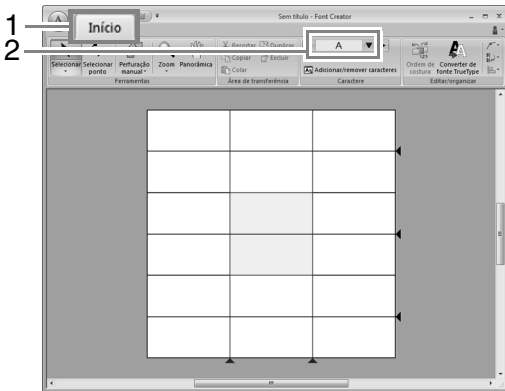 1
Início
Sem título - Font Creator
2
A
Recortar Duplicar
Copiar Excluir
Colar
Selecionar
Selecionar ponto
Perfuração manual
Zoom
Panorâmica
Adicionar/remover caracteres
Ordem de costura
Converter de fonte TrueType
Ferramentas
Área de transferência
Caractere
Editar/organizar